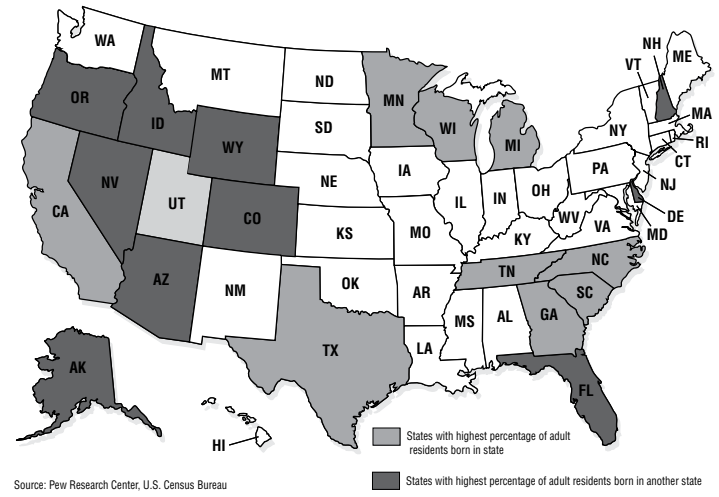 WA
MT
ND
MN
NH
VT
ME
OR
ID
SD
WI
MI
NY
MA
RI
CT
WY
IA
PA
NJ
NV
UT
CO
NE
IL
IN
OH
WV
VA
DE
MD
CA
KS
MO
KY
NC
AZ
NM
OK
AR
TN
SC
TX
MS
AL
GA
LA
AK
FL
HI
States with highest percentage of adult
residents born in state
States with highest percentage of adult residents born in another state
Source: Pew Research Center, U.S. Census Bureau